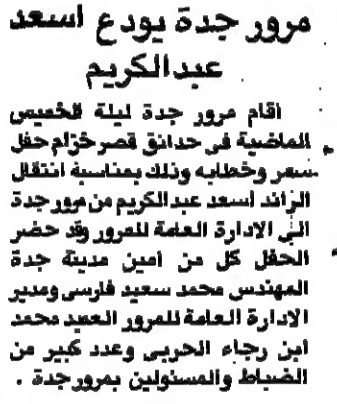 مرور جدة يودع اسعد
عبدالكريم
اقام مرور جدة ليلة الخميس
الماضية فى حدائق قصر خزام حفل
سمر وخطابه وذلك بمناسبة انتقال
الرائد اسعد عبدالكريم من مرور جدة
الى الادارة العامة للمرور وقد حضر
الحفل كل من امين مدينة جدة
المهندس محمد سعيد فارسى ومدير
الادارة العامة للمرور العميد محمد
ابن رجاء الحربى وعدد كبير من
الضباط والمسئولين بمرور جدة .